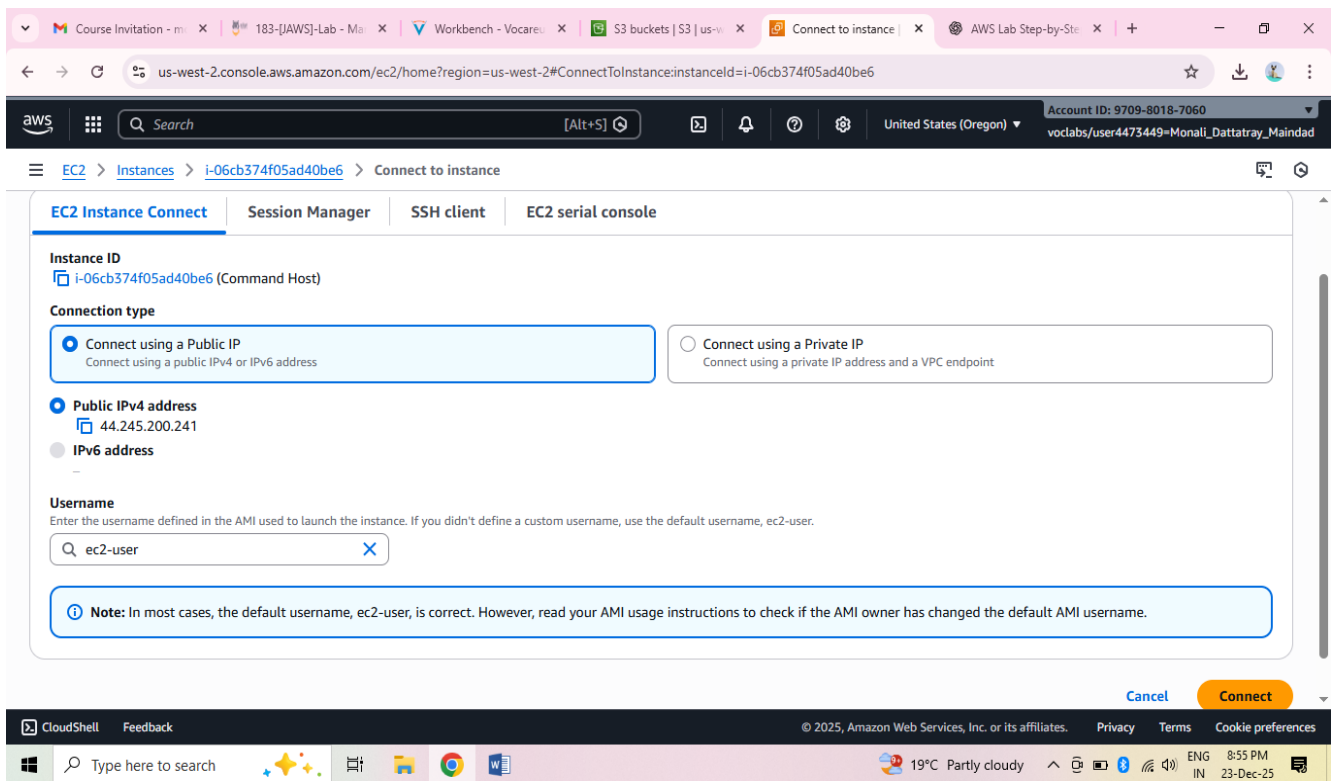 Course Invitation - m
183-[JAWS]-Lab - Ma
Workbench - Vocareu
S3 buckets | S3 | us-w
Connect to instance |
AWS Lab Step-by-Ste
us-west-2.console.aws.amazon.com/ec2/home?region=us-west-2#ConnectToInstance:instanceId=i-06cb374f05ad40be6
aws
Search [Alt+S]
United States (Oregon)
Account ID: 9709-8018-7060
voclabs/user4473449=Monali_Dattatray_Maindad
EC2 > Instances > i-06cb374f05ad40be6 > Connect to instance
EC2 Instance Connect
Session Manager
SSH client
EC2 serial console
Instance ID
i-06cb374f05ad40be6 (Command Host)
Connection type
Connect using a Public IP
Connect using a public IPv4 or IPv6 address
Connect using a Private IP
Connect using a private IP address and a VPC endpoint
Public IPv4 address
44.245.200.241
IPv6 address
–
Username
Enter the username defined in the AMI used to launch the instance. If you didn't define a custom username, use the default username, ec2-user.
ec2-user
Note: In most cases, the default username, ec2-user, is correct. However, read your AMI usage instructions to check if the AMI owner has changed the default AMI username.
Cancel
Connect
CloudShell Feedback
© 2025, Amazon Web Services, Inc. or its affiliates. Privacy Terms Cookie preferences
Type here to search
19°C Partly cloudy
ENG
IN
8:55 PM
23-Dec-25